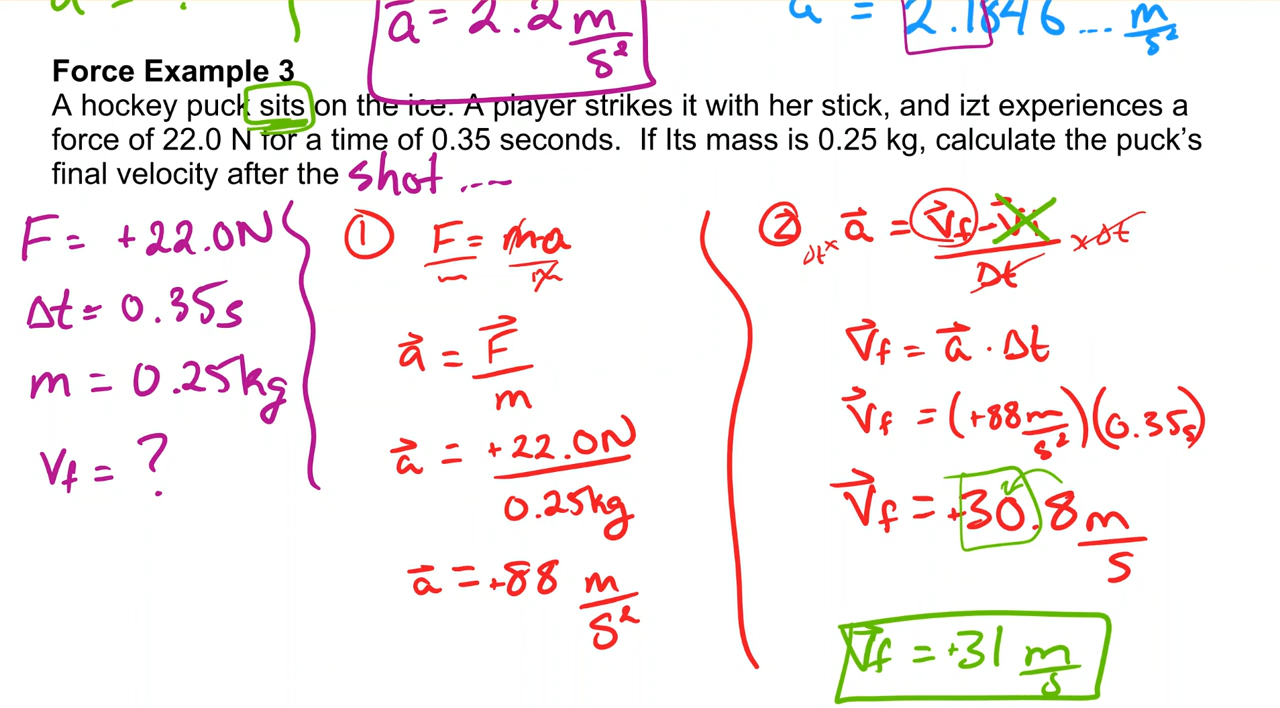 a = 2.2 m/s²
a = 2.1846... m/s²
Force Example 3
A hockey puck sits on the ice. A player strikes it with her stick, and izt experiences a
force of 22.0 N for a time of 0.35 seconds.  If Its mass is 0.25 kg, calculate the puck's
final velocity after the shot ....
F = +22.0N
Δt = 0.35s
m = 0.25kg
Vf = ?
①
F = ma
m m
a = F/m
a = +22.0N/0.25kg
a = +88 m/s²
②
Δt × a = Vf - Vi/Δt × Δt
Vf = a · Δt
Vf = (+88 m/s²)(0.35s)
Vf = +30.8 m/s
Vf = +31 m/s